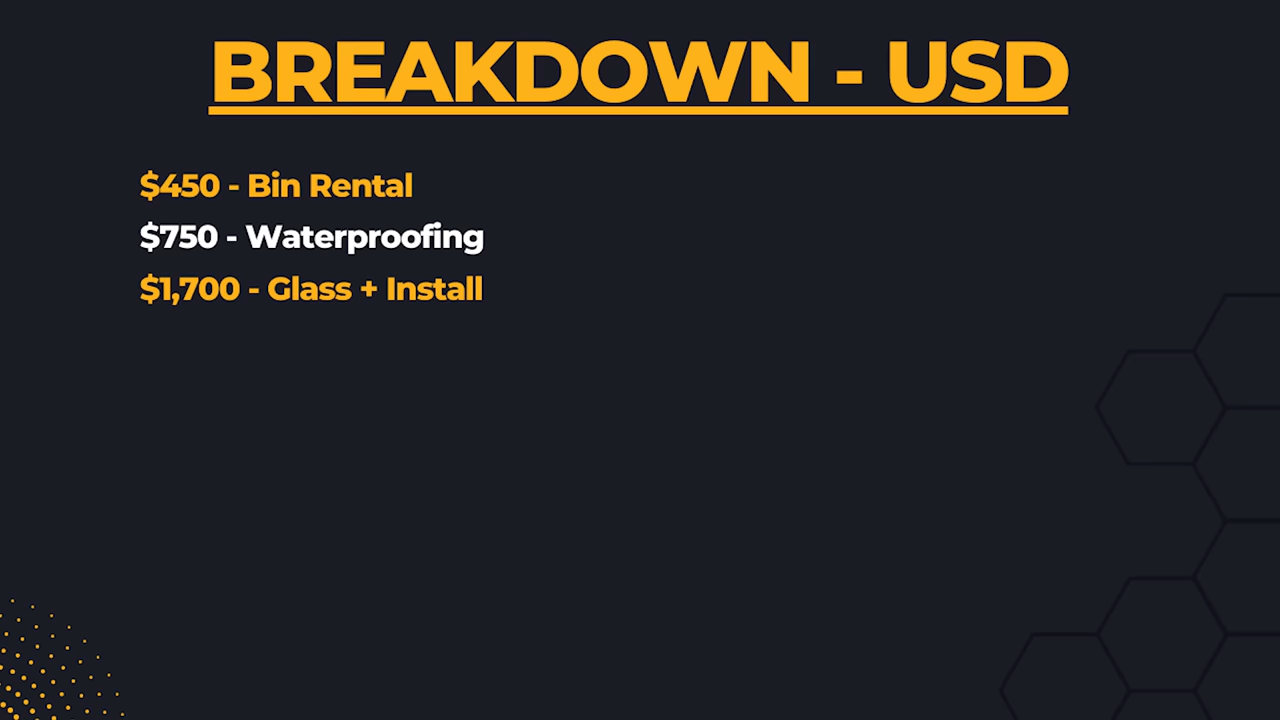 BREAKDOWN - USD
$450 - Bin Rental
$750 - Waterproofing
$1,700 - Glass + Install